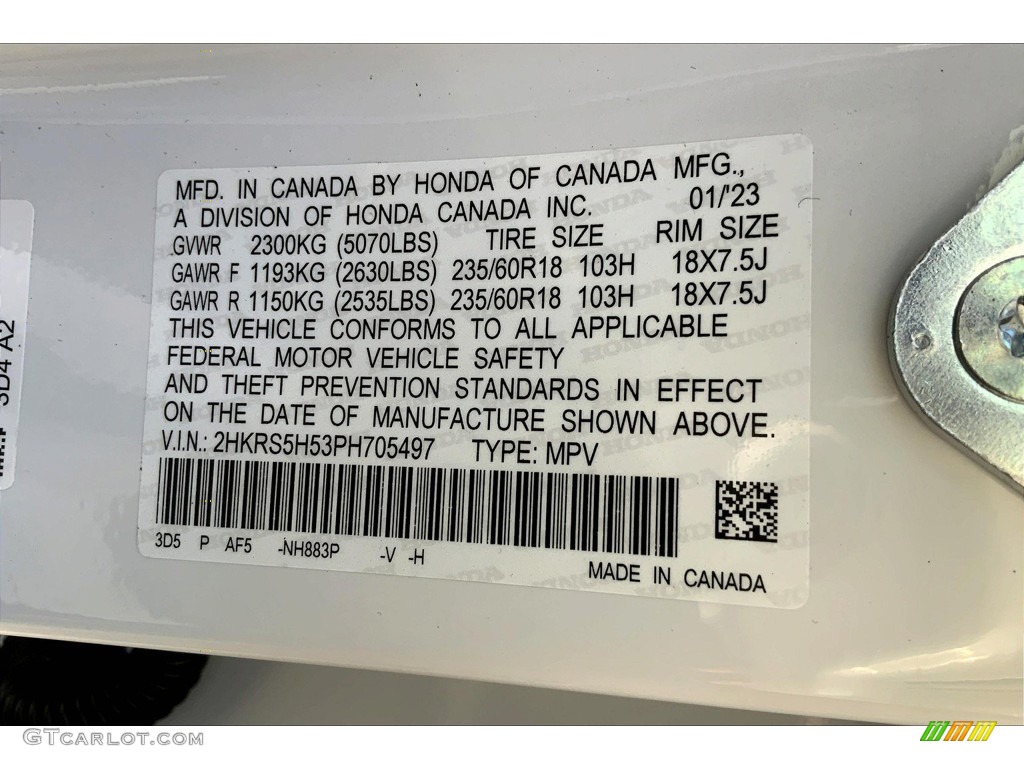 MFD. IN CANADA BY HONDA OF CANADA MFG.,
A DIVISION OF HONDA CANADA INC. 01/'23
GVWR 2300KG (5070LBS) TIRE SIZE RIM SIZE
GAWR F 1193KG (2630LBS) 235/60R18 103H 18X7.5J
GAWR R 1150KG (2535LBS) 235/60R18 103H 18X7.5J
THIS VEHICLE CONFORMS TO ALL APPLICABLE
FEDERAL MOTOR VEHICLE SAFETY
AND THEFT PREVENTION STANDARDS IN EFFECT
ON THE DATE OF MANUFACTURE SHOWN ABOVE.
V.I.N.: 2HKRS5H53PH705497 TYPE: MPV
3D5 P AF5 -NH883P -V -H
MADE IN CANADA
3D4 A2
GTCARLOT.COM